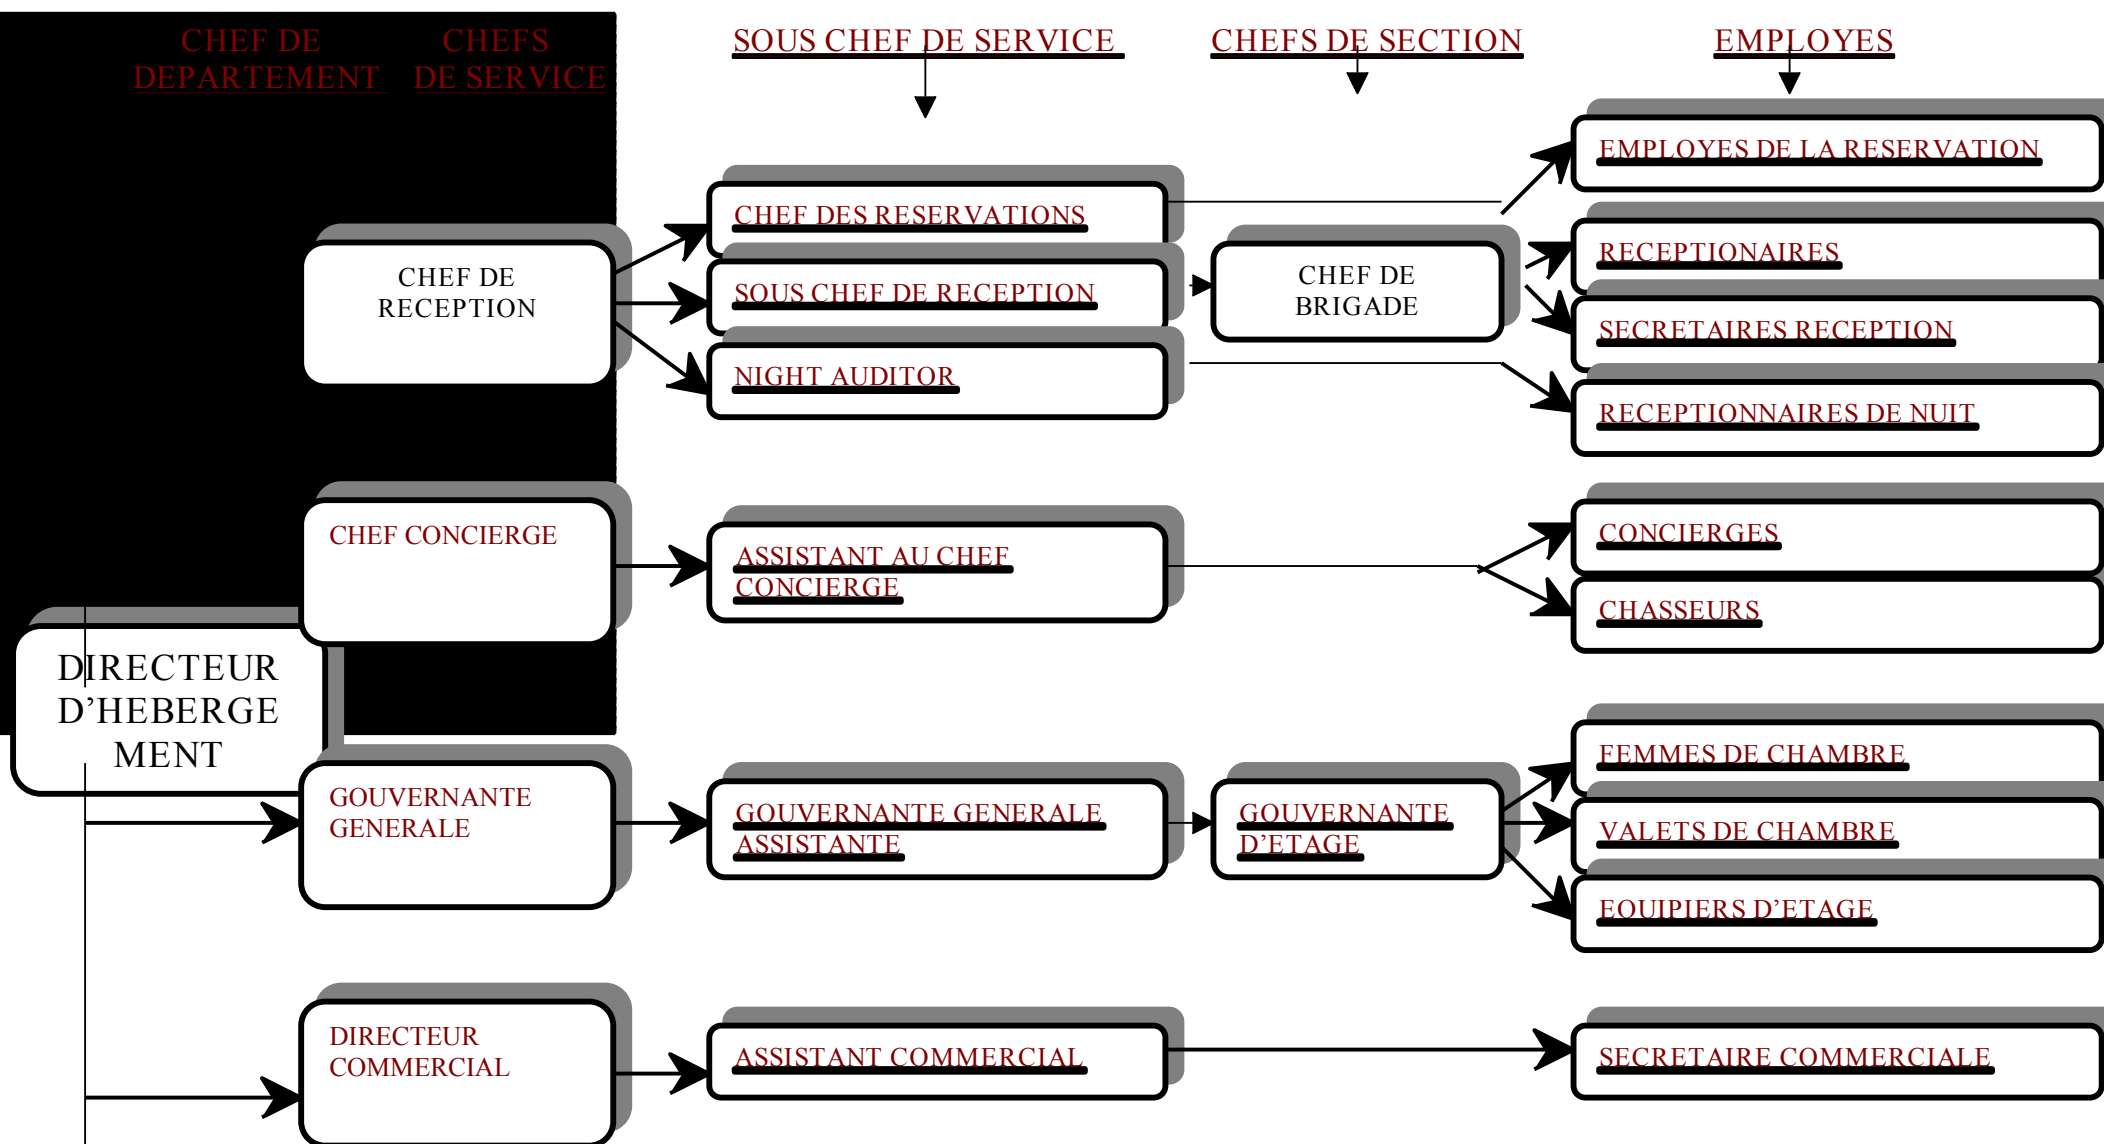 CHEF DE
DEPARTEMENT
CHEFS
DE SERVICE
SOUS CHEF DE SERVICE
CHEFS DE SECTION
EMPLOYES
EMPLOYES DE LA RESERVATION
CHEF DES RESERVATIONS
RECEPTIONAIRES
CHEF DE
RECEPTION
SOUS CHEF DE RECEPTION
CHEF DE
BRIGADE
SECRETAIRES RECEPTION
NIGHT AUDITOR
RECEPTIONNAIRES DE NUIT
CHEF CONCIERGE
ASSISTANT AU CHEF
CONCIERGE
CONCIERGES
CHASSEURS
DIRECTEUR
D’HEBERGE
MENT
FEMMES DE CHAMBRE
GOUVERNANTE
GENERALE
GOUVERNANTE GENERALE
ASSISTANTE
GOUVERNANTE
D’ETAGE
VALETS DE CHAMBRE
EQUIPIERS D’ETAGE
DIRECTEUR
COMMERCIAL
ASSISTANT COMMERCIAL
SECRETAIRE COMMERCIALE